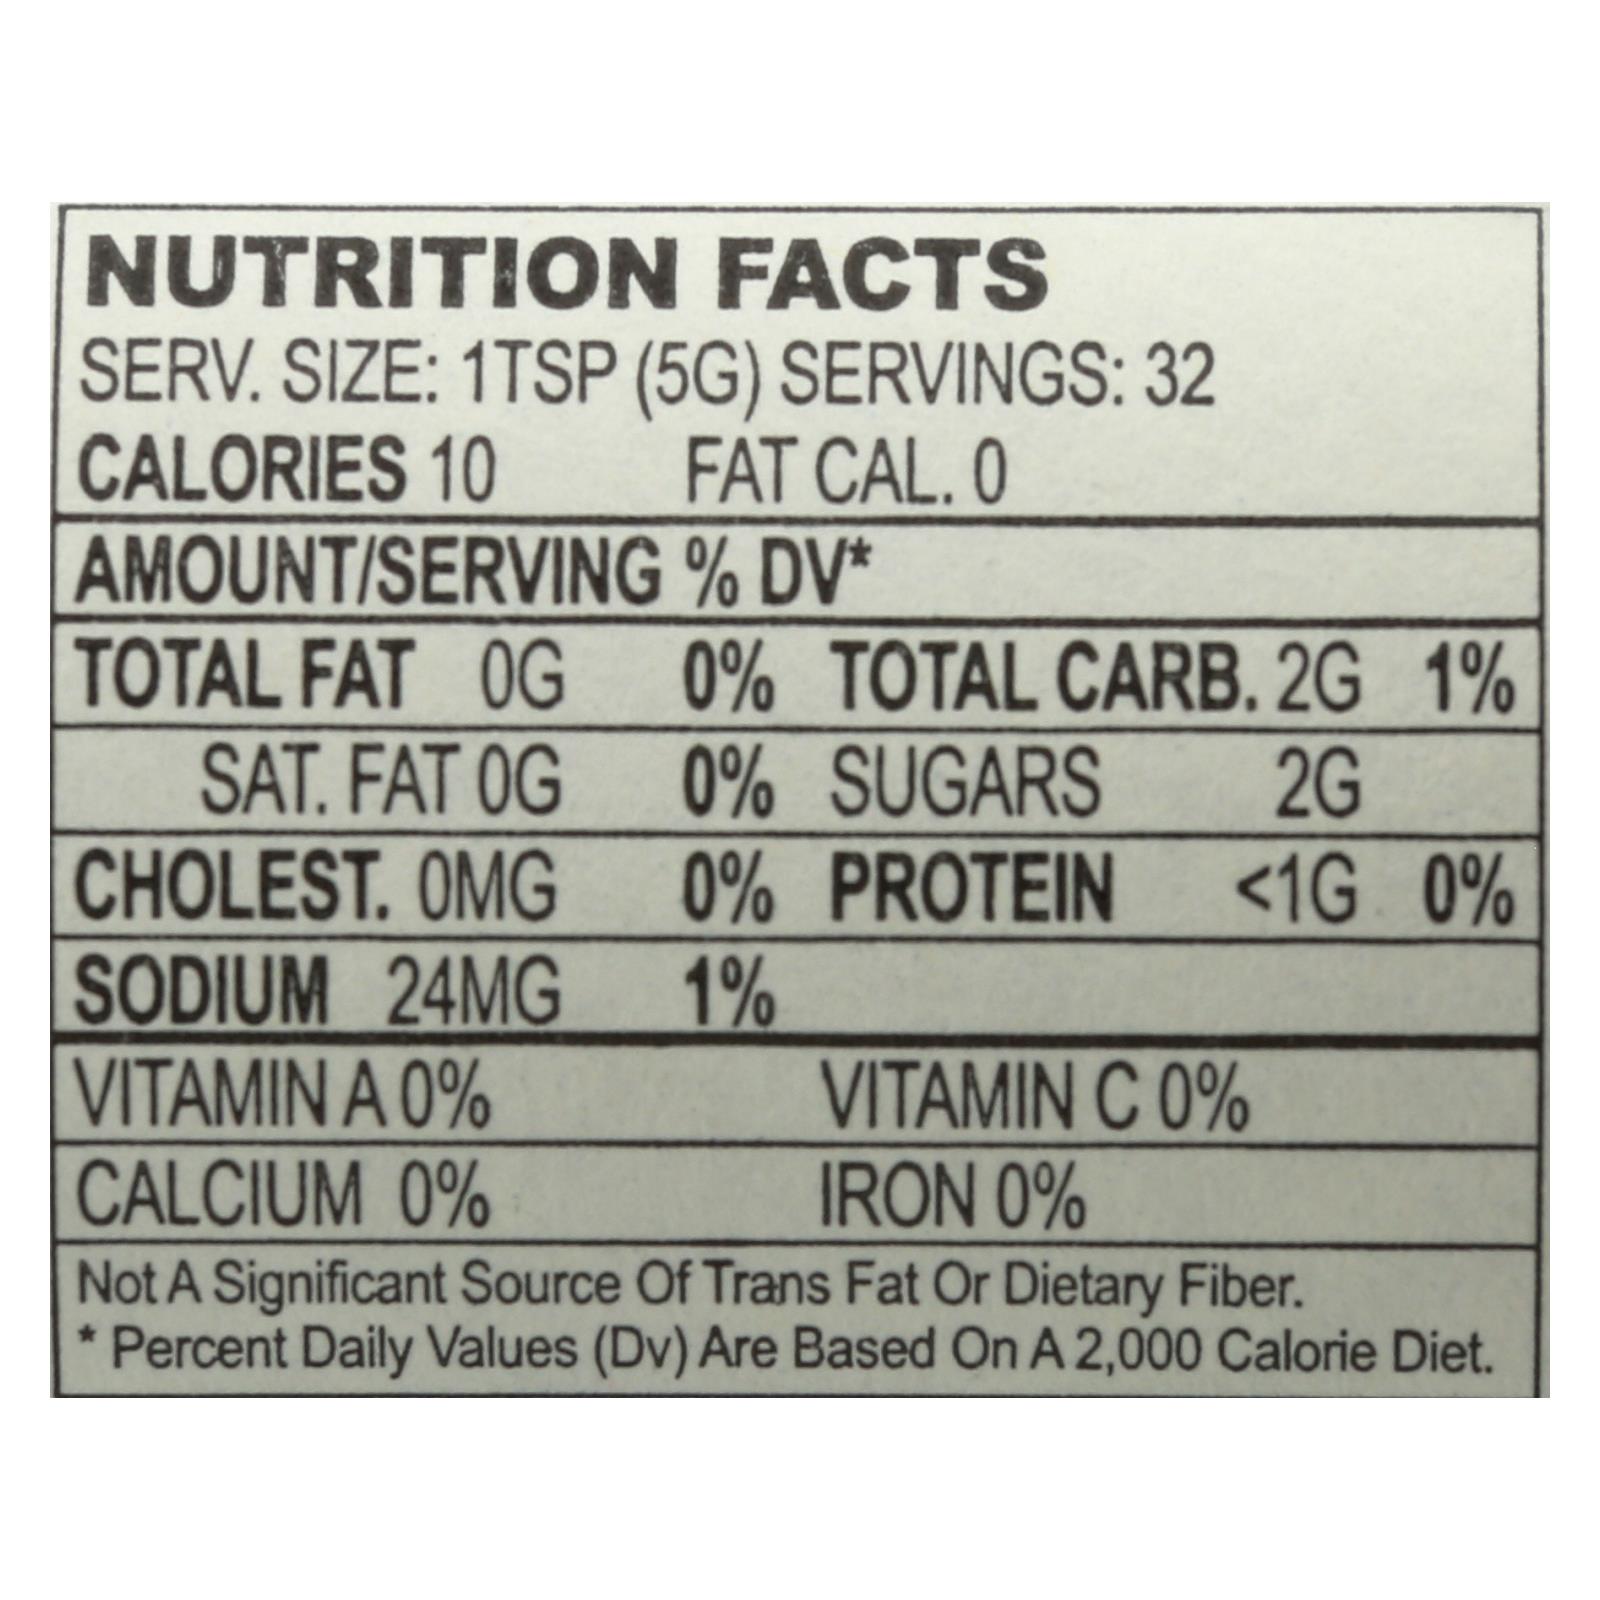 NUTRITION FACTS
SERV. SIZE: 1TSP (5G) SERVINGS: 32
CALORIES 10 FAT CAL. 0
AMOUNT/SERVING % DV*
TOTAL FAT 0G 0% TOTAL CARB. 2G 1%
SAT. FAT 0G 0% SUGARS 2G
CHOLEST. 0MG 0% PROTEIN <1G 0%
SODIUM 24MG 1%
VITAMIN A 0% VITAMIN C 0%
CALCIUM 0% IRON 0%
Not A Significant Source Of Trans Fat Or Dietary Fiber.
* Percent Daily Values (Dv) Are Based On A 2,000 Calorie Diet.